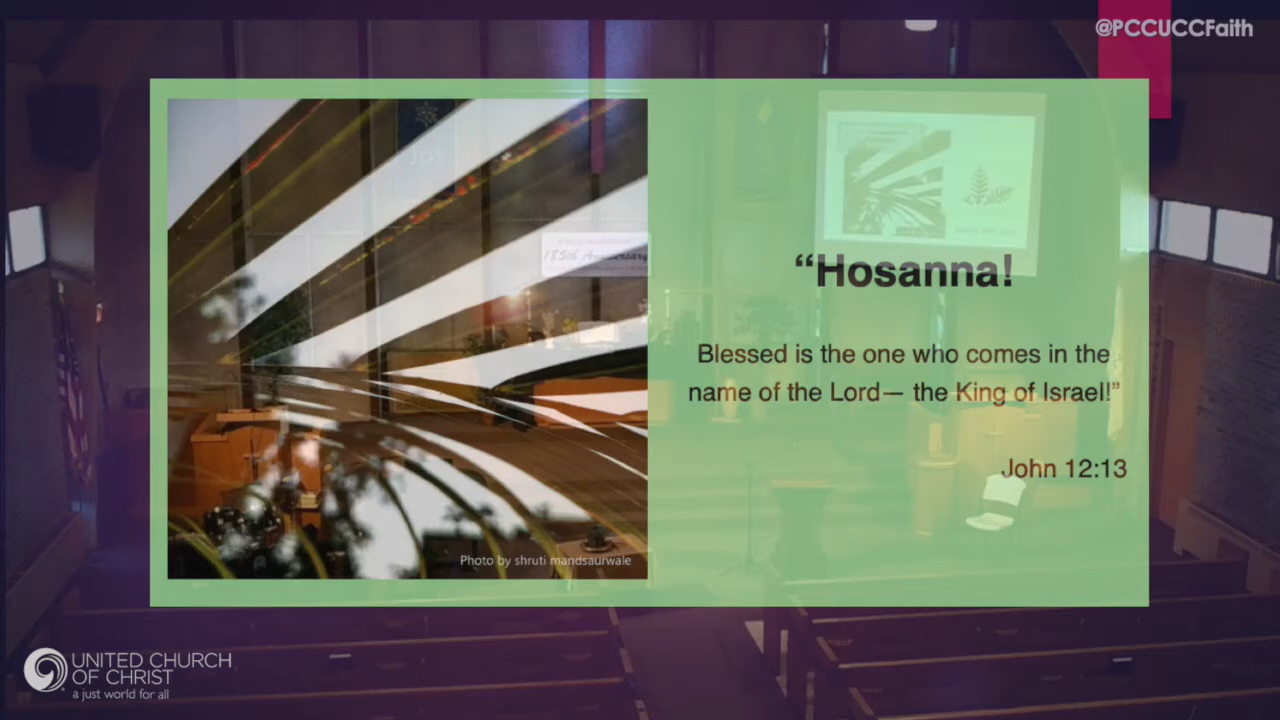 @PCCUCCFaith
185th Anniversary
“Hosanna!
Blessed is the one who comes in the
name of the Lord— the King of Israel!”
John 12:13
Photo by shruti mandsaurwale
UNITED CHURCH
OF CHRIST
a just world for all